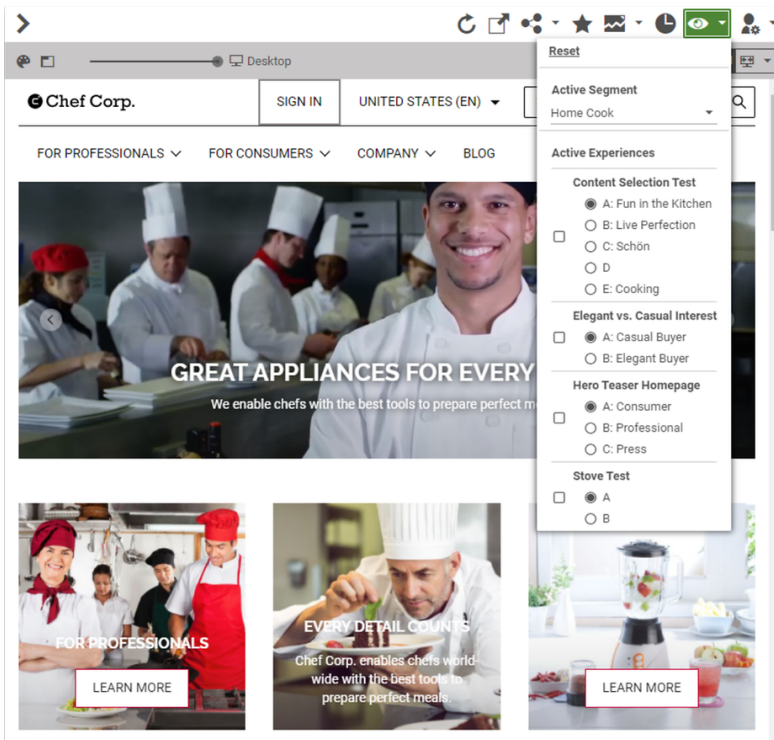 Desktop
Reset
Active Segment
Home Cook
Active Experiences
Content Selection Test
A: Fun in the Kitchen
B: Live Perfection
C: Schön
D
E: Cooking
Elegant vs. Casual Interest
A: Casual Buyer
B: Elegant Buyer
Hero Teaser Homepage
A: Consumer
B: Professional
C: Press
Stove Test
A
B
Chef Corp.
SIGN IN
UNITED STATES (EN)
FOR PROFESSIONALS
FOR CONSUMERS
COMPANY
BLOG
GREAT APPLIANCES FOR EVERY
We enable chefs with the best tools to prepare perfect m
FOR PROFESSIONALS
LEARN MORE
EVERY DETAIL COUNTS
Chef Corp. enables chefs world-
wide with the best tools to
prepare perfect meals.
LEARN MORE